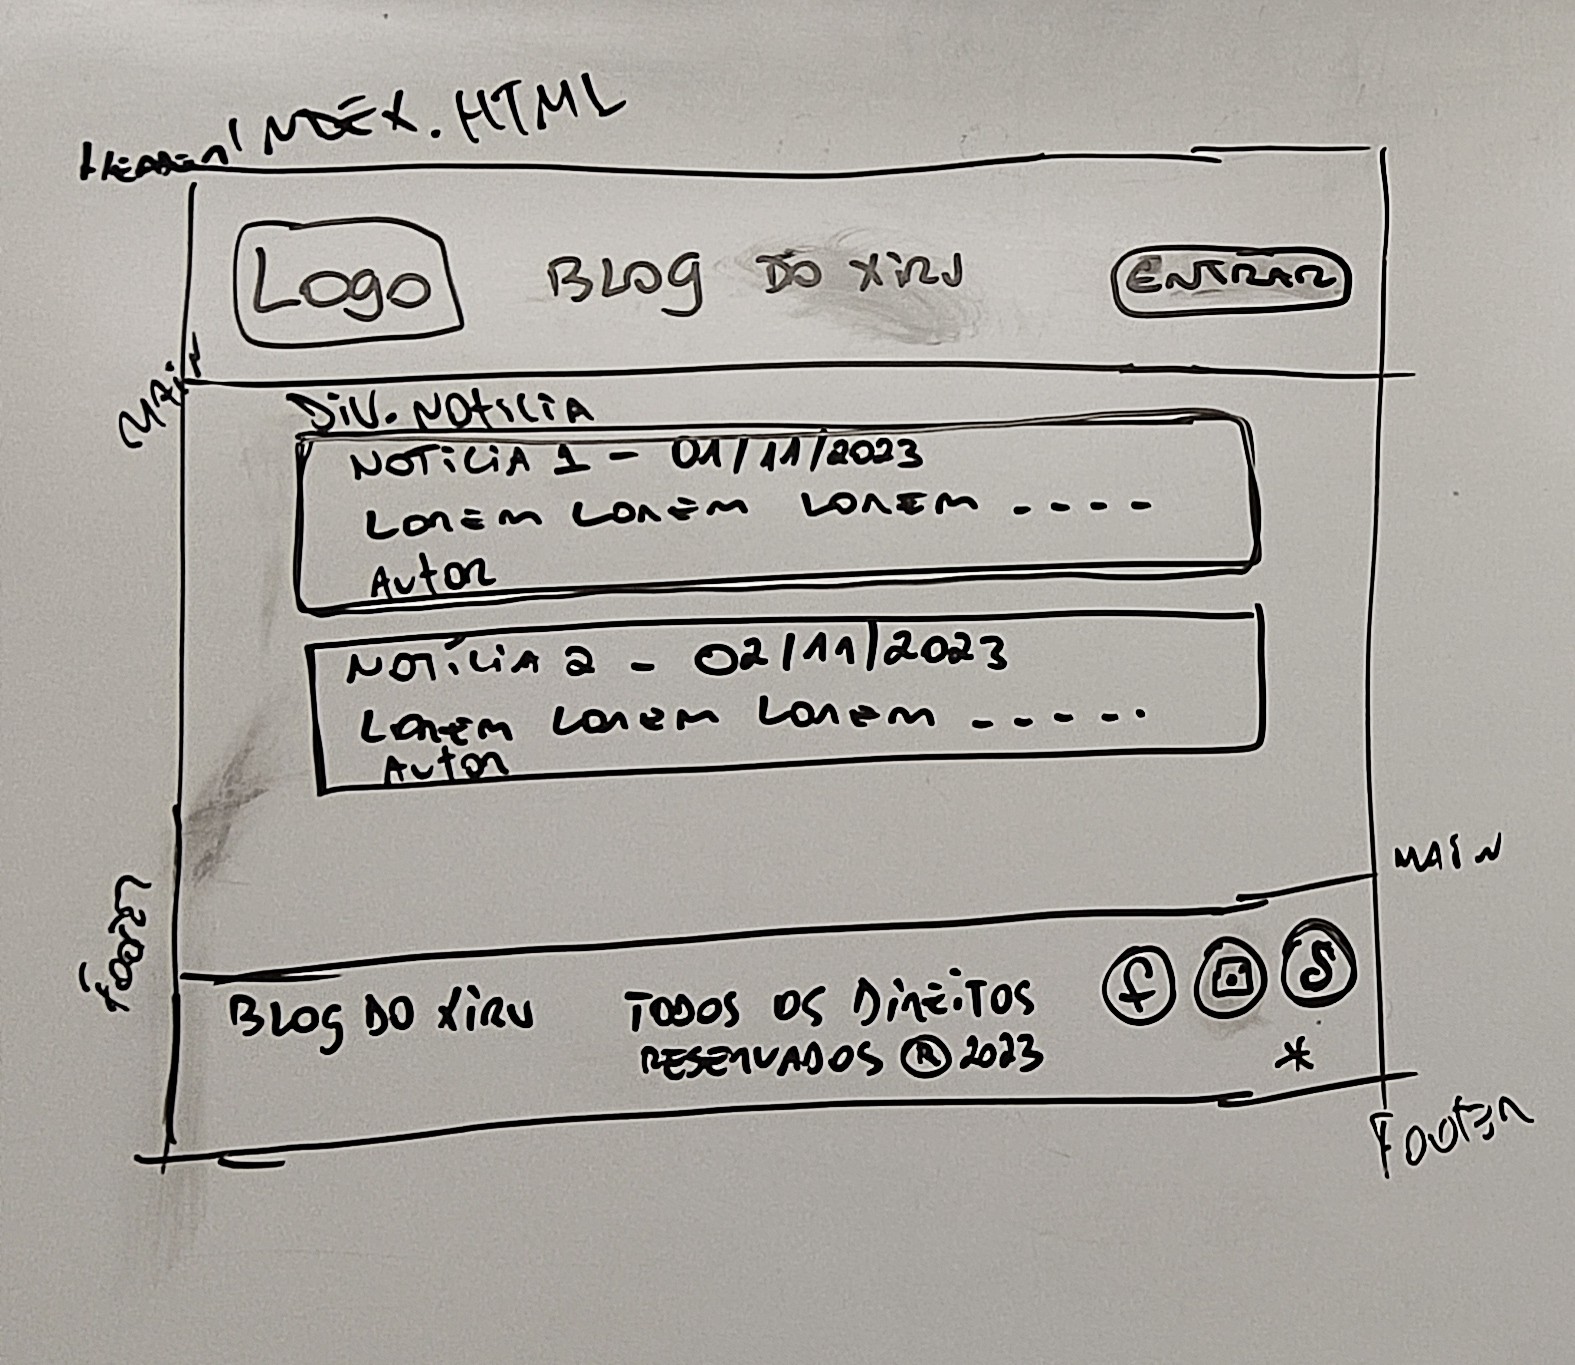 INDEX.HTML
HEADER
Logo BLOG DO XIRU ENTRAR
MAIN
DIV.NOTICIA
NOTÍCIA 1 - 01/11/2023
LOREM LOREM LOREM ----
AUTOR
NOTÍCIA 2 - 02/11/2023
LOREM LOREM LOREM -----
AUTOR
MAIN
FOOTER
BLOG DO XIRU TODOS OS DIREITOS f S
RESERVADOS ® 2023 *
FOOTER